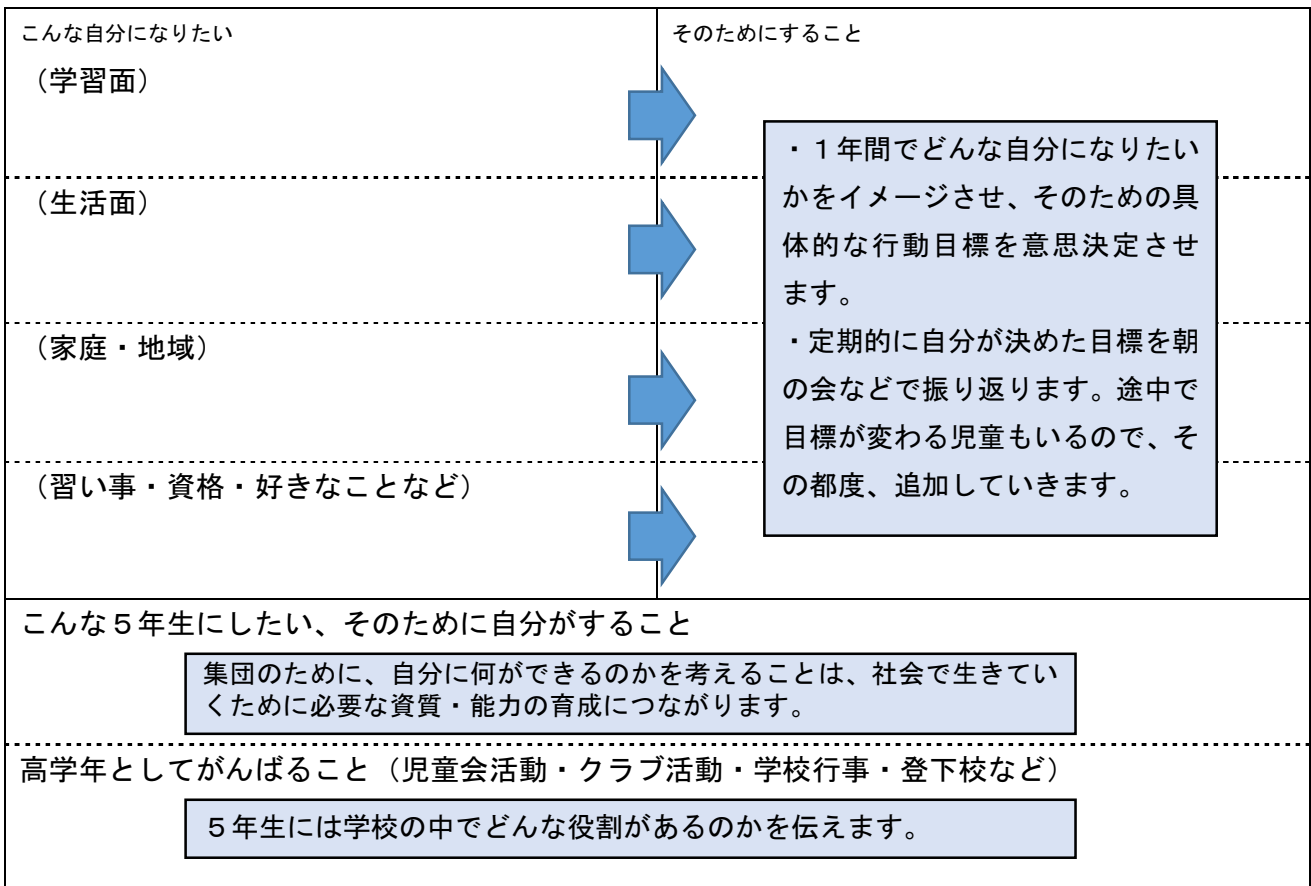 こんな自分になりたい
そのためにすること
（学習面）
（生活面）
（家庭・地域）
（習い事・資格・好きなことなど）
・１年間でどんな自分になりたい
かをイメージさせ、そのための具
体的な行動目標を意思決定させ
ます。
・定期的に自分が決めた目標を朝
の会などで振り返ります。途中で
目標が変わる児童もいるので、そ
の都度、追加していきます。
こんな５年生にしたい、そのために自分がすること
集団のために、自分に何ができるのかを考えることは、社会で生きてい
くために必要な資質・能力の育成につながります。
高学年としてがんばること（児童会活動・クラブ活動・学校行事・登下校など）
５年生には学校の中でどんな役割があるのかを伝えます。